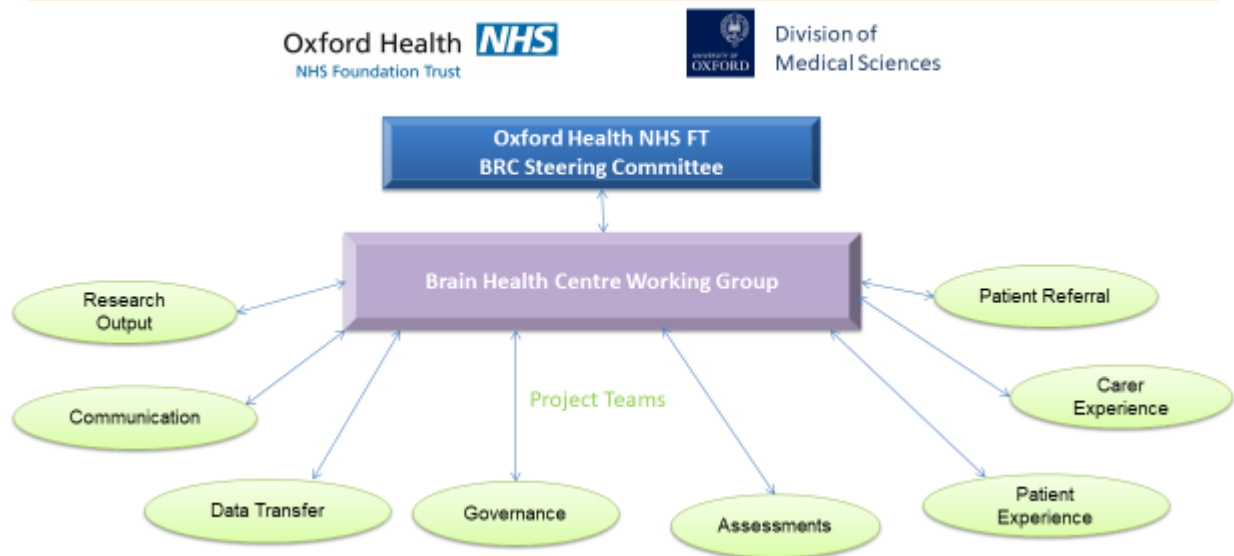 Oxford Health NHS
NHS Foundation Trust
UNIVERSITY OF
OXFORD
Division of
Medical Sciences
Oxford Health NHS FT
BRC Steering Committee
Brain Health Centre Working Group
Research
Output
Patient Referral
Communication
Project Teams
Carer
Experience
Data Transfer
Governance
Assessments
Patient
Experience